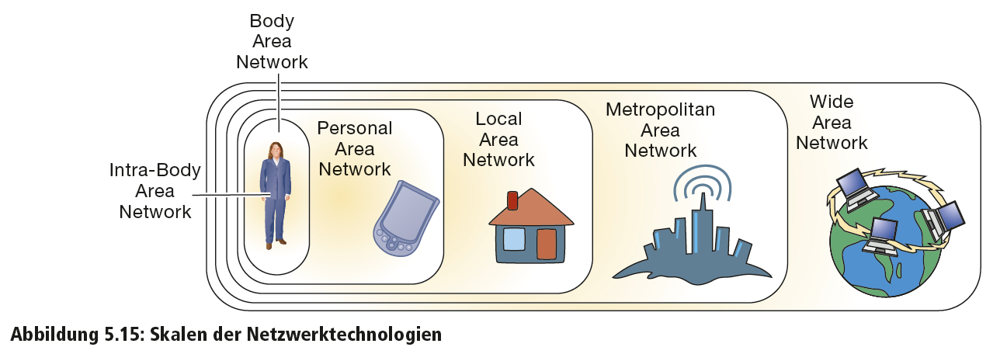 Body
Area
Network
Intra-Body
Area
Network
Personal
Area
Network
Local
Area
Network
Metropolitan
Area
Network
Wide
Area
Network
Abbildung 5.15: Skalen der Netzwerktechnologien